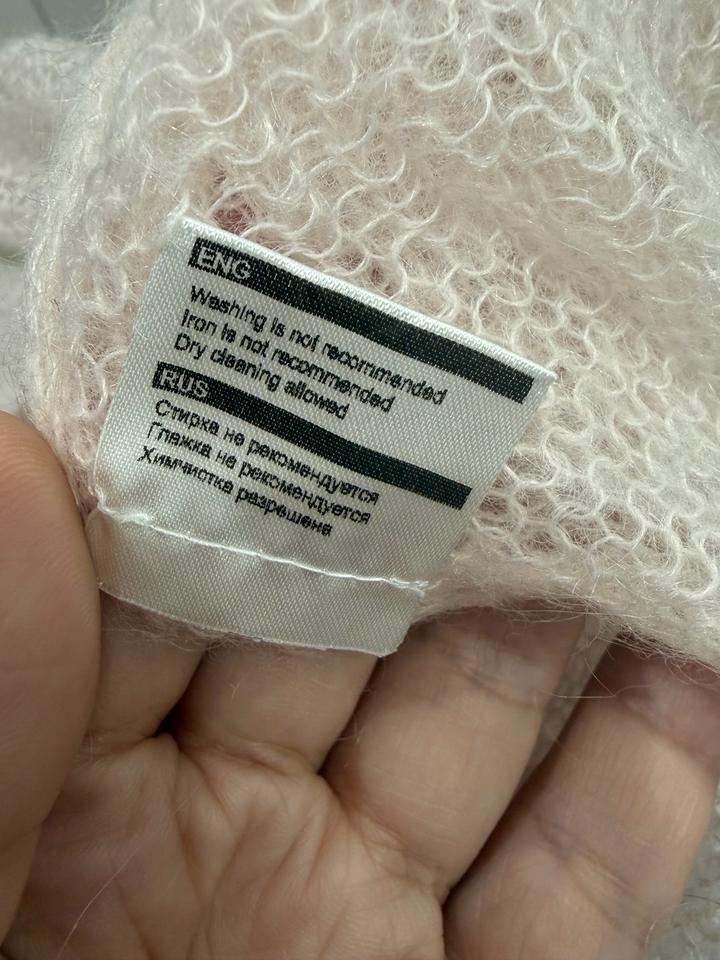 ENG
Washing is not recommended
Iron is not recommended
Dry cleaning allowed
RUS
Стирка не рекомендуется
Глажка не рекомендуется
Химчистка разрешена